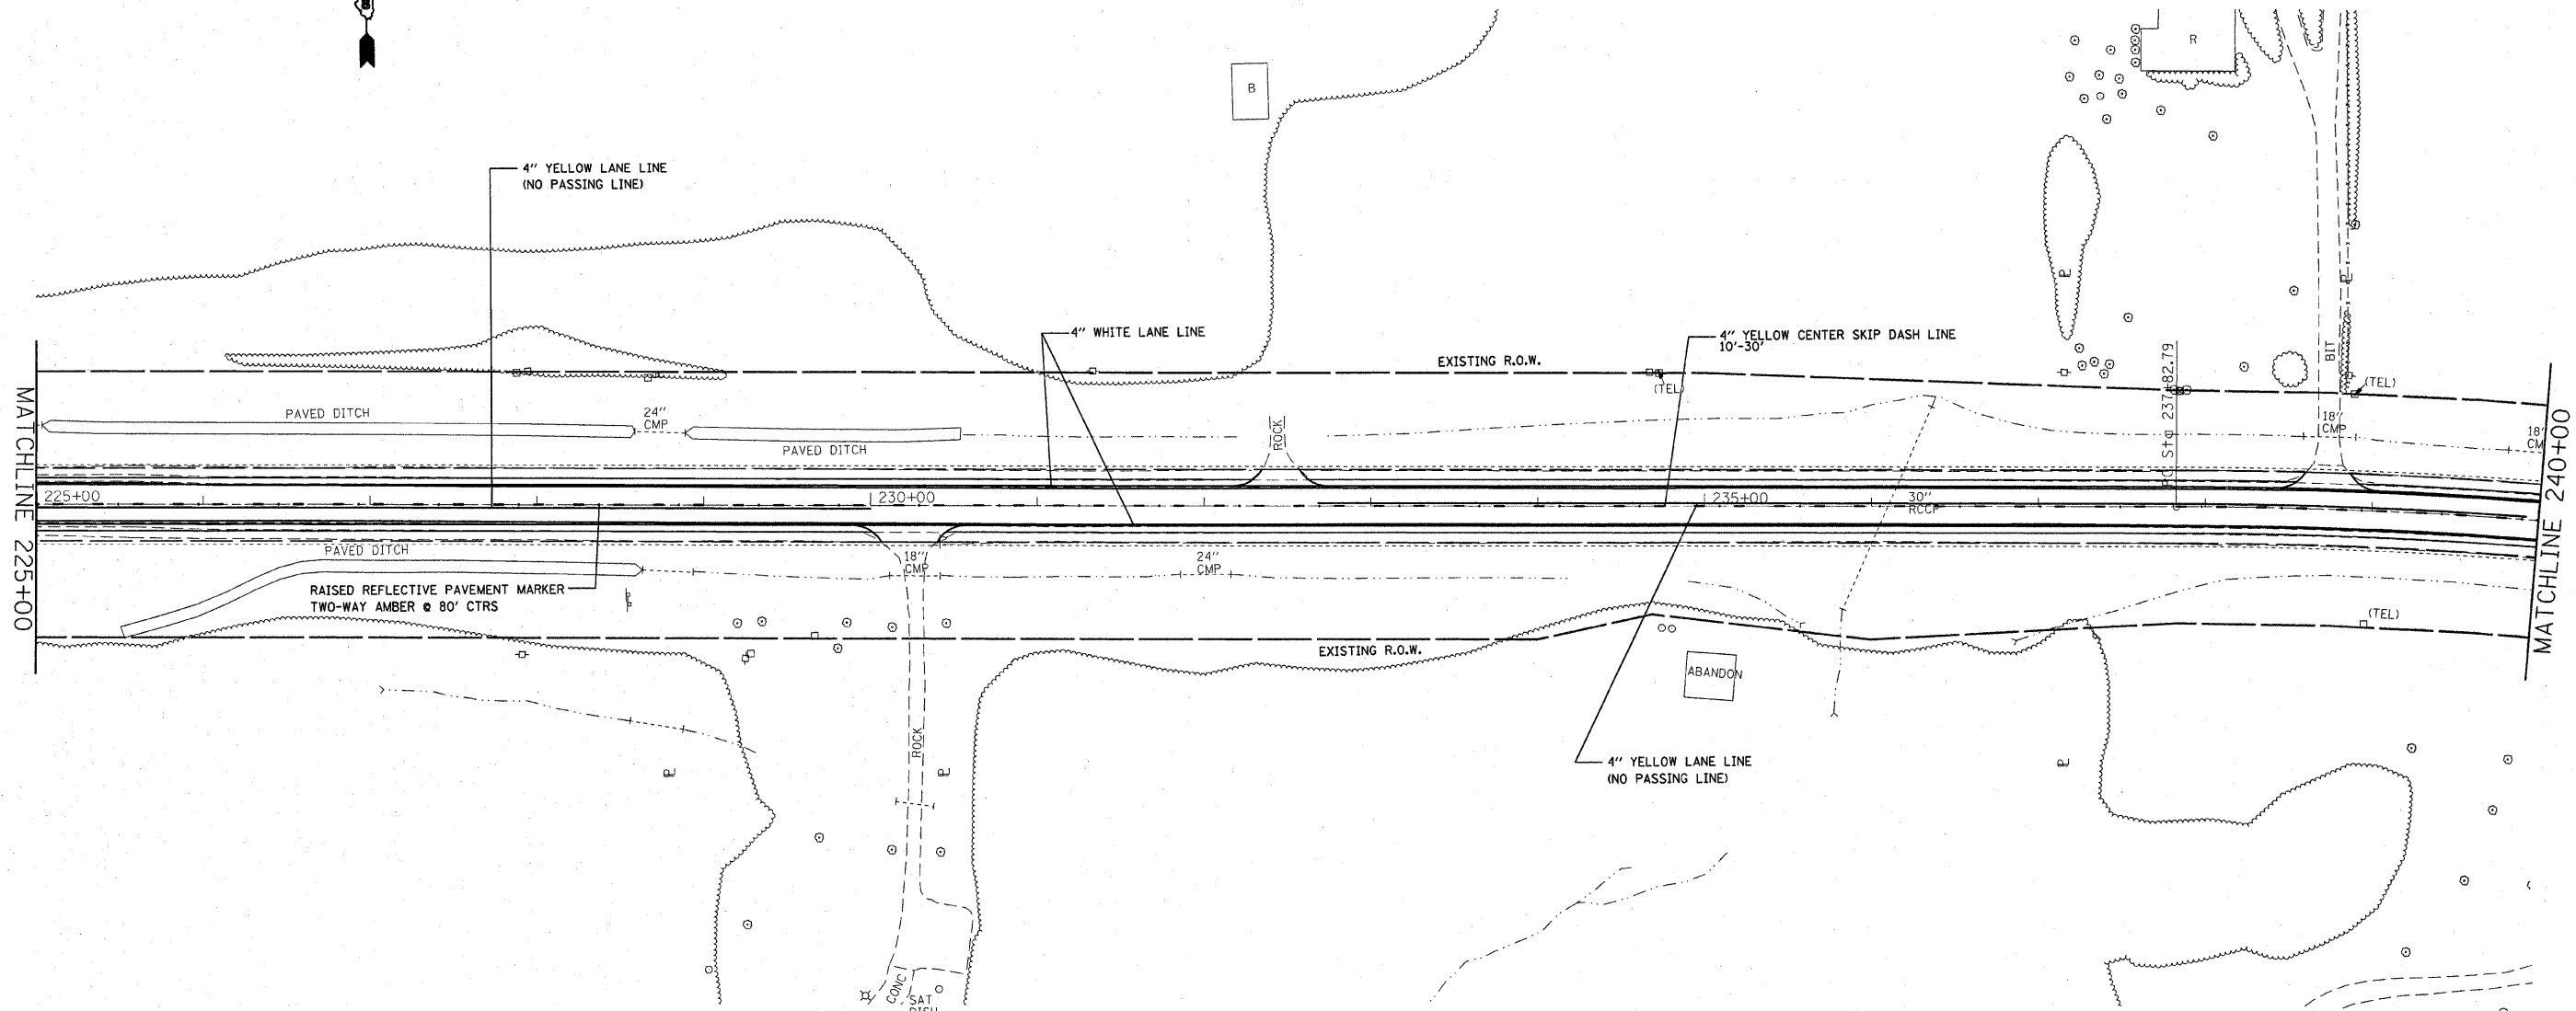 B
R
4" YELLOW LANE LINE
(NO PASSING LINE)
4" WHITE LANE LINE
4" YELLOW CENTER SKIP DASH LINE
10'-30'
EXISTING R.O.W.
(TEL)
PC Sta 237+82.79
BIT
(TEL)
MATCHLINE 225+00
PAVED DITCH
24"
CMP
PAVED DITCH
ROCK
18"
CMP
18"
CM
MATCHLINE 240+00
225+00
230+00
235+00
30"
RCCP
PAVED DITCH
18"
CMP
24"
CMP
RAISED REFLECTIVE PAVEMENT MARKER
TWO-WAY AMBER @ 80' CTRS
(TEL)
EXISTING R.O.W.
ABANDON
ROCK
4" YELLOW LANE LINE
(NO PASSING LINE)
CONC
SAT
DISH